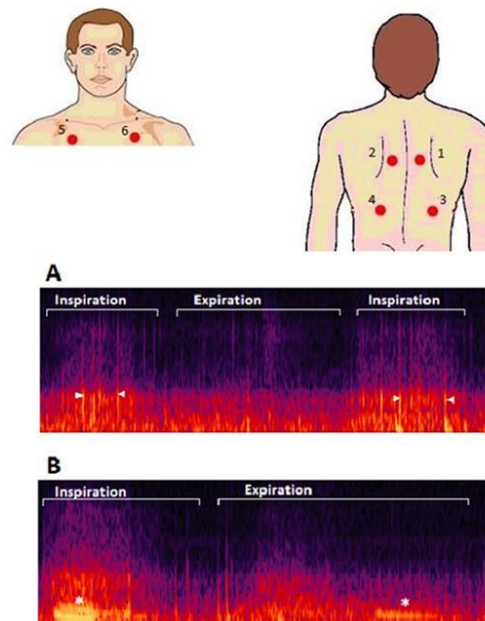 5 6
2 1
4 3
A
Inspiration Expiration Inspiration
B
Inspiration Expiration
* *